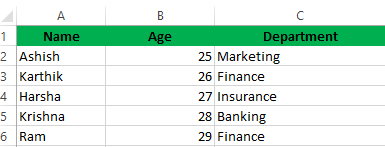 A B C
1 Name Age Department
2 Ashish 25 Marketing
3 Karthik 26 Finance
4 Harsha 27 Insurance
5 Krishna 28 Banking
6 Ram 29 Finance